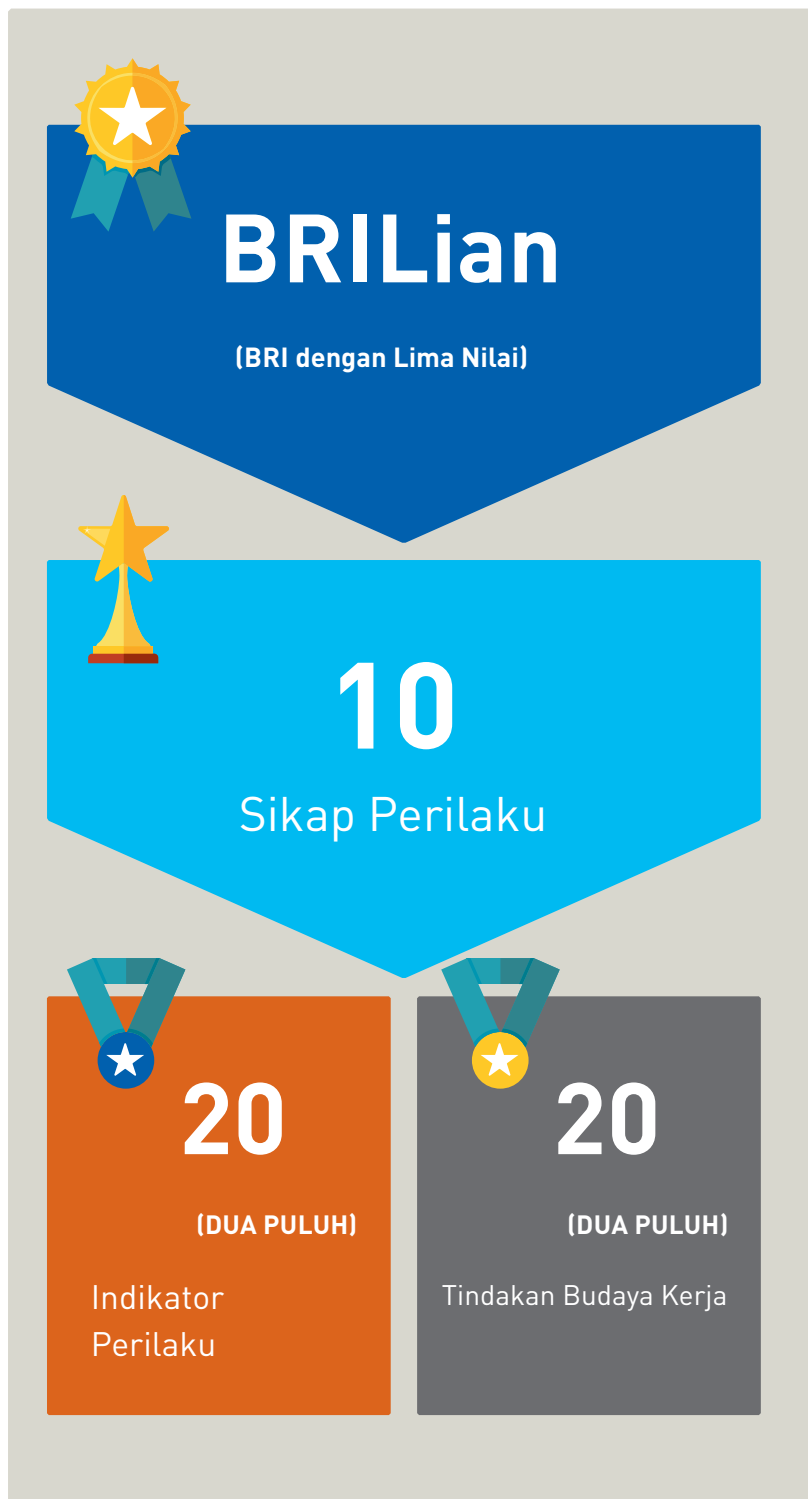 BRILian
(BRI dengan Lima Nilai)
10
Sikap Perilaku
20
(DUA PULUH)
Indikator
Perilaku
20
(DUA PULUH)
Tindakan Budaya Kerja